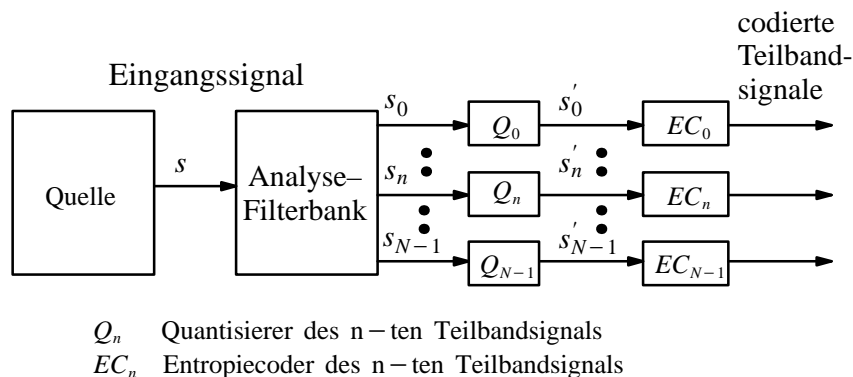 codierte
Teilband-
signale
Eingangssignal
s_0 Q_0 s'_0 EC_0
Quelle s Analyse–
Filterbank
s_n Q_n s'_n EC_n
s_{N−1} Q_{N−1} s'_{N−1} EC_{N−1}
Q_n Quantisierer des n−ten Teilbandsignals
EC_n Entropiecoder des n−ten Teilbandsignals